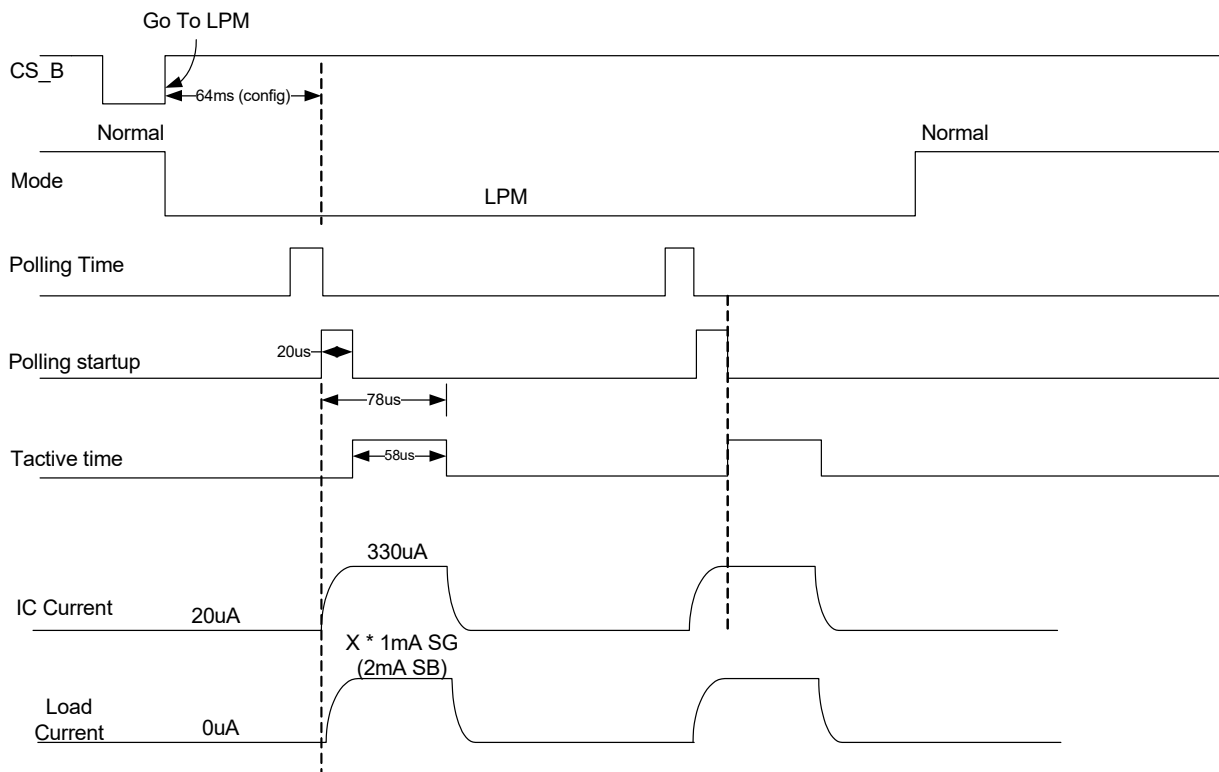 Go To LPM
CS_B
64ms (config)
Normal
Normal
Mode
LPM
Polling Time
20us
Polling startup
78us
Tactive time
58us
330uA
IC Current
20uA
X * 1mA SG
(2mA SB)
Load
Current
0uA